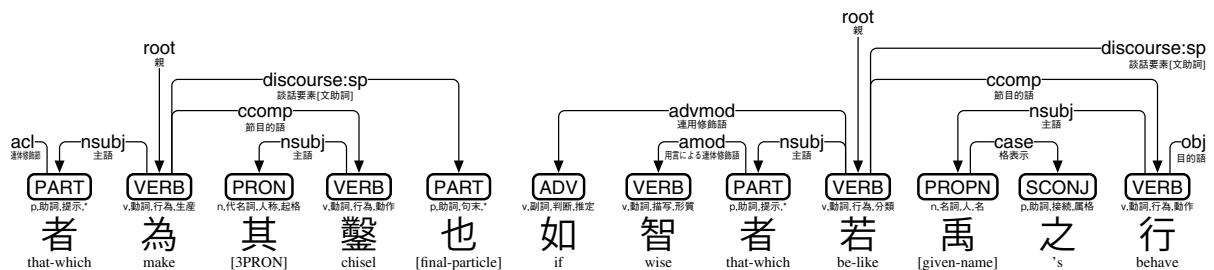 root root
親 親
discourse:sp discourse:sp
談話要素[文助詞] 談話要素[文助詞]
ccomp advmod ccomp
節目的語 連用修飾語 節目的語
acl nsubj nsubj amod nsubj nsubj case obj
連体修飾節 主語 主語 用言による連体修飾語 主語 主語 格表示 目的語
PART VERB PRON VERB PART ADV VERB PART VERB PROPN SCONJ VERB
p,助詞,提示,* v,動詞,行為,生産 n,代名詞,人称,起格 v,動詞,行為,動作 p,助詞,句末,* v,副詞,判断,推定 v,動詞,描写,形質 p,助詞,提示,* v,動詞,行為,分類 n,名詞,人,名 p,助詞,接続,属格 v,動詞,行為,動作
者 為 其 鑿 也 如 智 者 若 禹 之 行
that-which make [3PRON] chisel [final-particle] if wise that-which be-like [given-name] 's behave